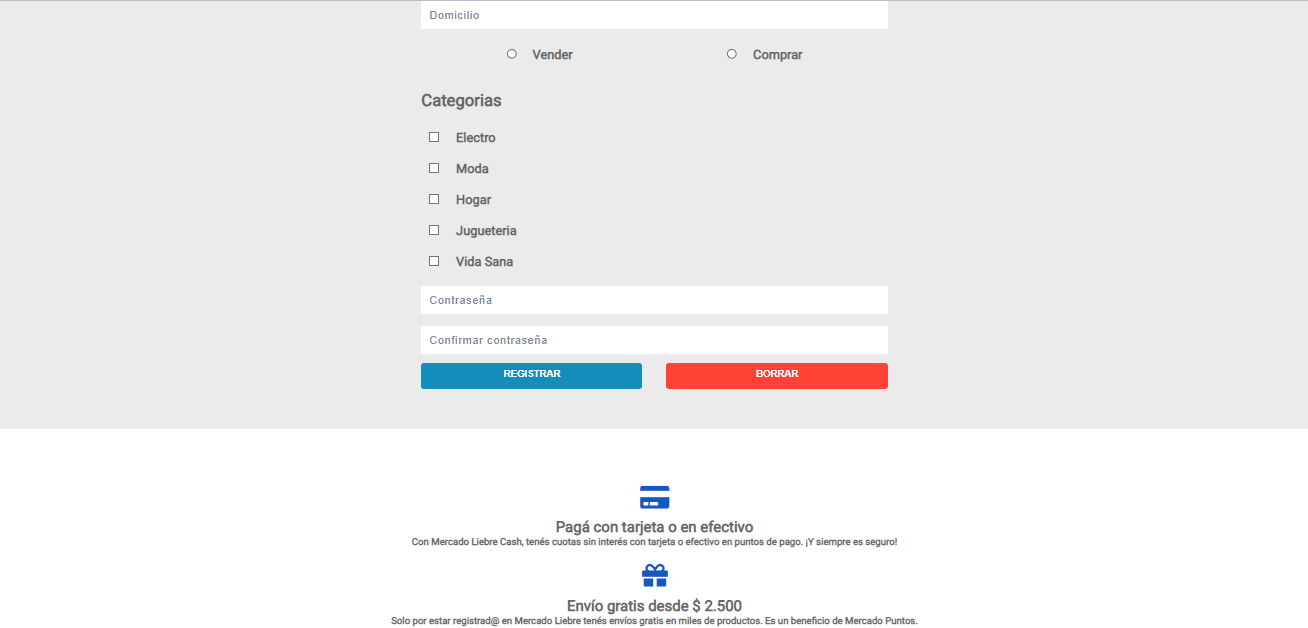 Domicilio
Vender Comprar
Categorias
Electro
Moda
Hogar
Jugueteria
Vida Sana
Contraseña
Confirmar contraseña
REGISTRAR BORRAR
Pagá con tarjeta o en efectivo
Con Mercado Liebre Cash, tenés cuotas sin interés con tarjeta o efectivo en puntos de pago. ¡Y siempre es seguro!
Envío gratis desde $ 2.500
Solo por estar registrad@ en Mercado Liebre tenés envíos gratis en miles de productos. Es un beneficio de Mercado Puntos.